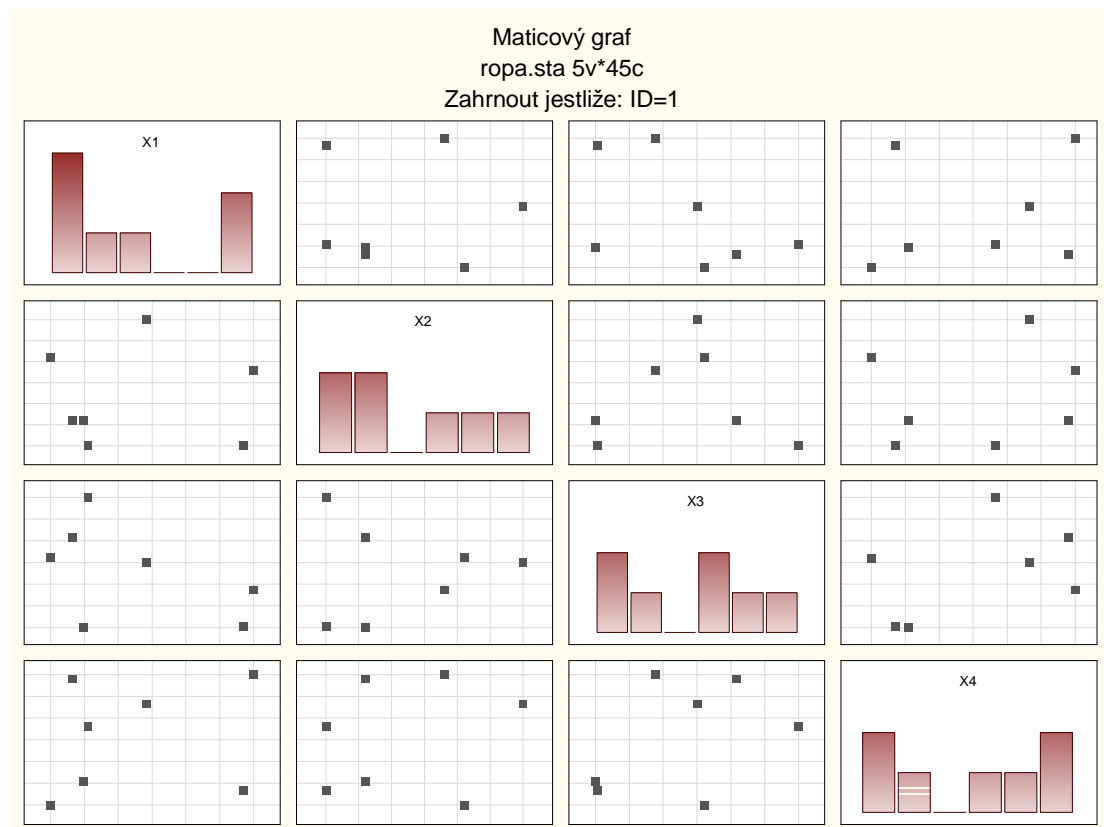 Maticový graf
ropa.sta 5v*45c
Zahrnout jestliže: ID=1
X1
X2
X3
X4